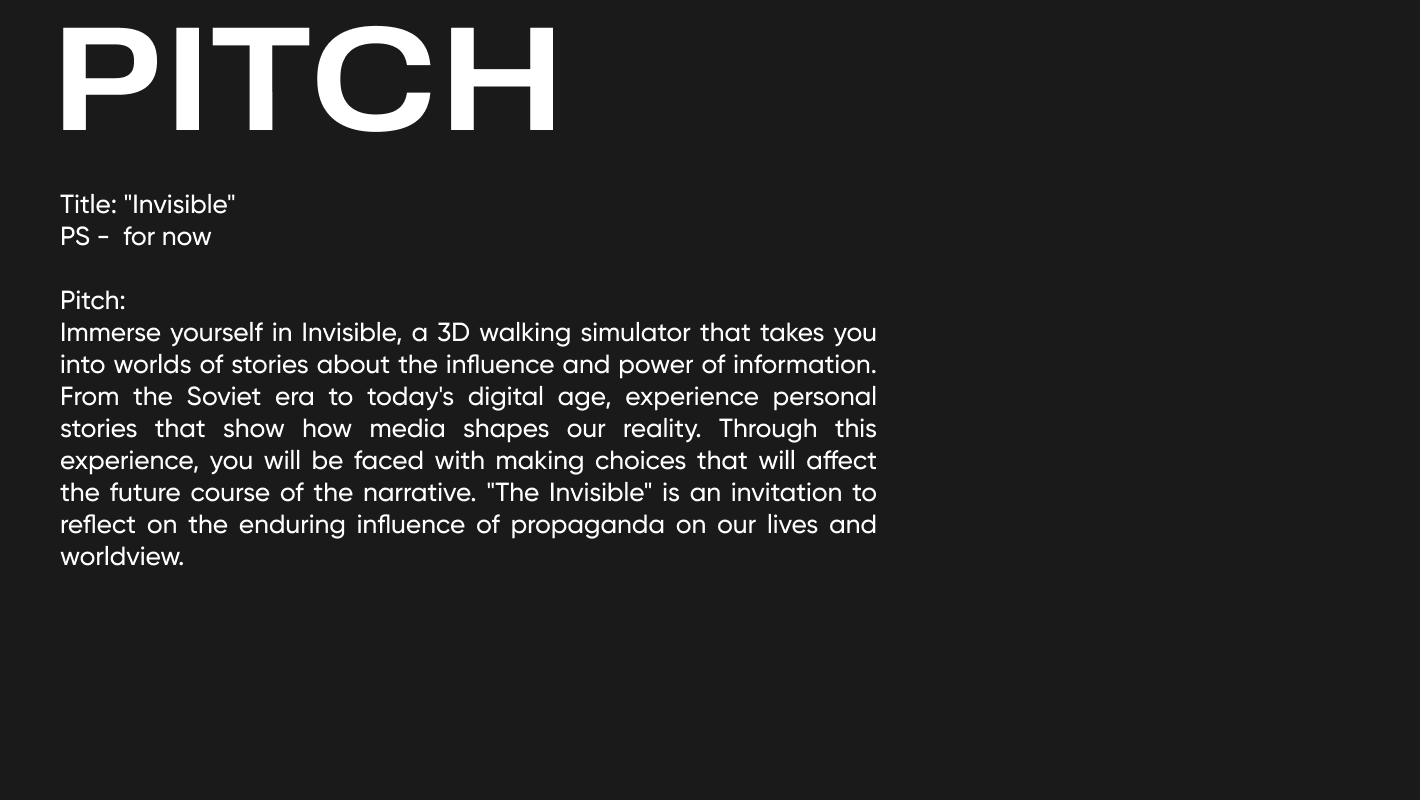 PITCH
Title: "Invisible"
PS -  for now
Pitch:
Immerse yourself in Invisible, a 3D walking simulator that takes you
into worlds of stories about the influence and power of information.
From the Soviet era to today's digital age, experience personal
stories that show how media shapes our reality. Through this
experience, you will be faced with making choices that will affect
the future course of the narrative. "The Invisible" is an invitation to
reflect on the enduring influence of propaganda on our lives and
worldview.